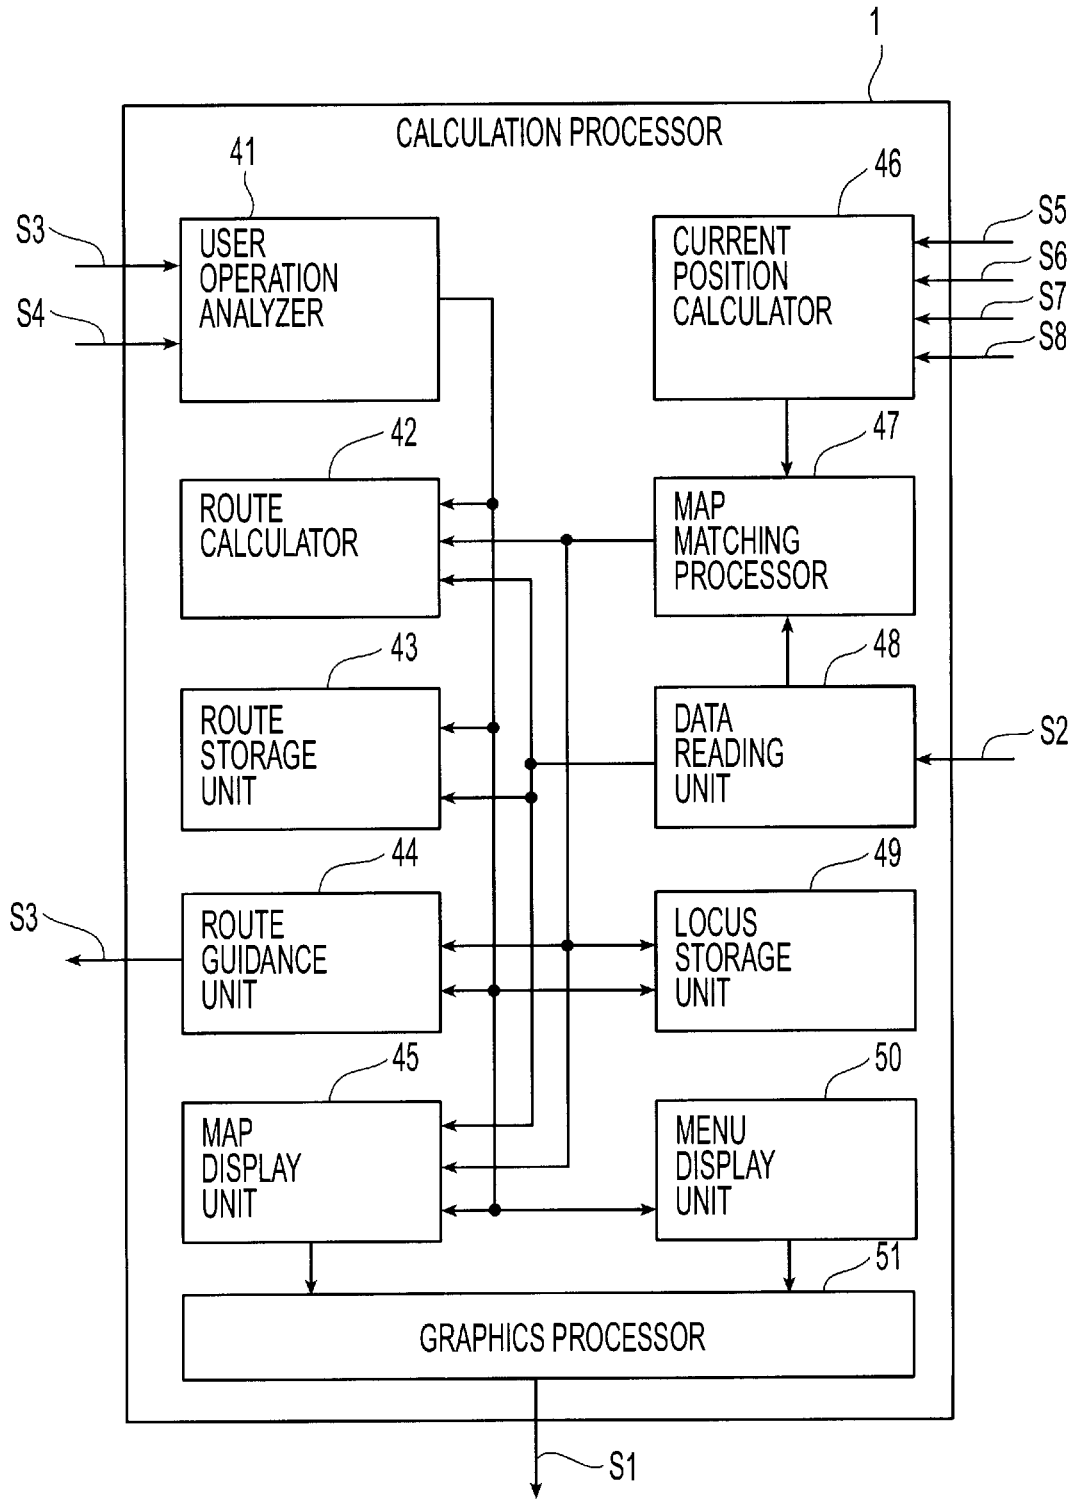 1
CALCULATION PROCESSOR
41
46
S3
S4
USER
OPERATION
ANALYZER
CURRENT
POSITION
CALCULATOR
S5
S6
S7
S8
42
47
ROUTE
CALCULATOR
MAP
MATCHING
PROCESSOR
43
48
ROUTE
STORAGE
UNIT
DATA
READING
UNIT
S2
44
49
S3
ROUTE
GUIDANCE
UNIT
LOCUS
STORAGE
UNIT
45
50
MAP
DISPLAY
UNIT
MENU
DISPLAY
UNIT
51
GRAPHICS PROCESSOR
S1